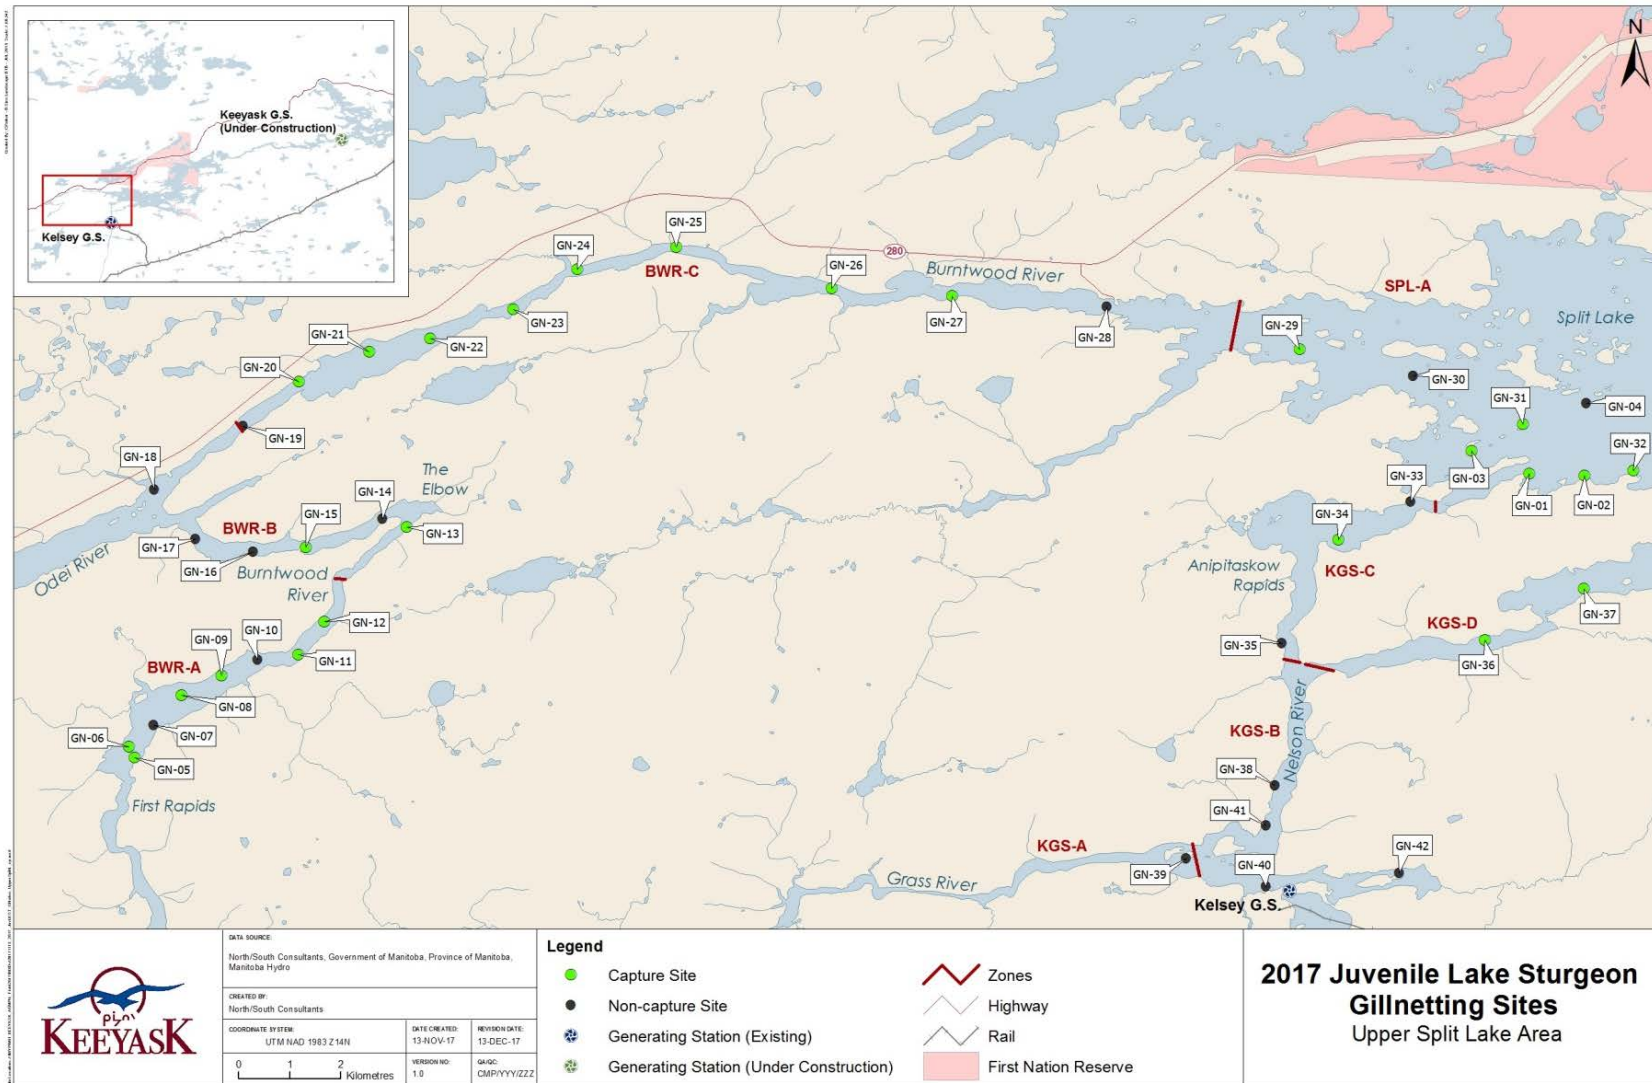 N
Keeyask G.S.
(Under Construction)
Kelsey G.S.
GN-25
GN-24
BWR-C
280
GN-26
Burntwood River
SPL-A
GN-21
GN-23
GN-27
GN-29
Split Lake
GN-22
GN-28
GN-20
GN-30
GN-31
GN-04
GN-19
GN-18
The
Elbow
GN-32
GN-03
GN-33
GN-14
GN-01
GN-02
GN-15
BWR-B
GN-13
GN-34
GN-17
GN-16
Odei River
Burntwood
River
Anipitaskow
Rapids
KGS-C
GN-37
GN-12
GN-10
GN-09
KGS-D
GN-35
GN-36
BWR-A
GN-11
GN-08
GN-07
GN-06
GN-05
Nelson River
KGS-B
First Rapids
GN-38
GN-41
KGS-A
GN-42
GN-39
GN-40
Grass River
Kelsey G.S.
KEEYASK
DATA SOURCE:
North/South Consultants, Government of Manitoba, Province of Manitoba,
Manitoba Hydro
CREATED BY:
North/South Consultants
COORDINATE SYSTEM:
UTM NAD 1983 Z14N
DATE CREATED:
13-NOV-17
REVISION DATE:
13-DEC-17
0 1 2
Kilometres
VERSION NO:
1.0
QA/QC:
CMP/YYY/ZZZ
Legend
Capture Site
Non-capture Site
Generating Station (Existing)
Generating Station (Under Construction)
Zones
Highway
Rail
First Nation Reserve
2017 Juvenile Lake Sturgeon
Gillnetting Sites
Upper Split Lake Area